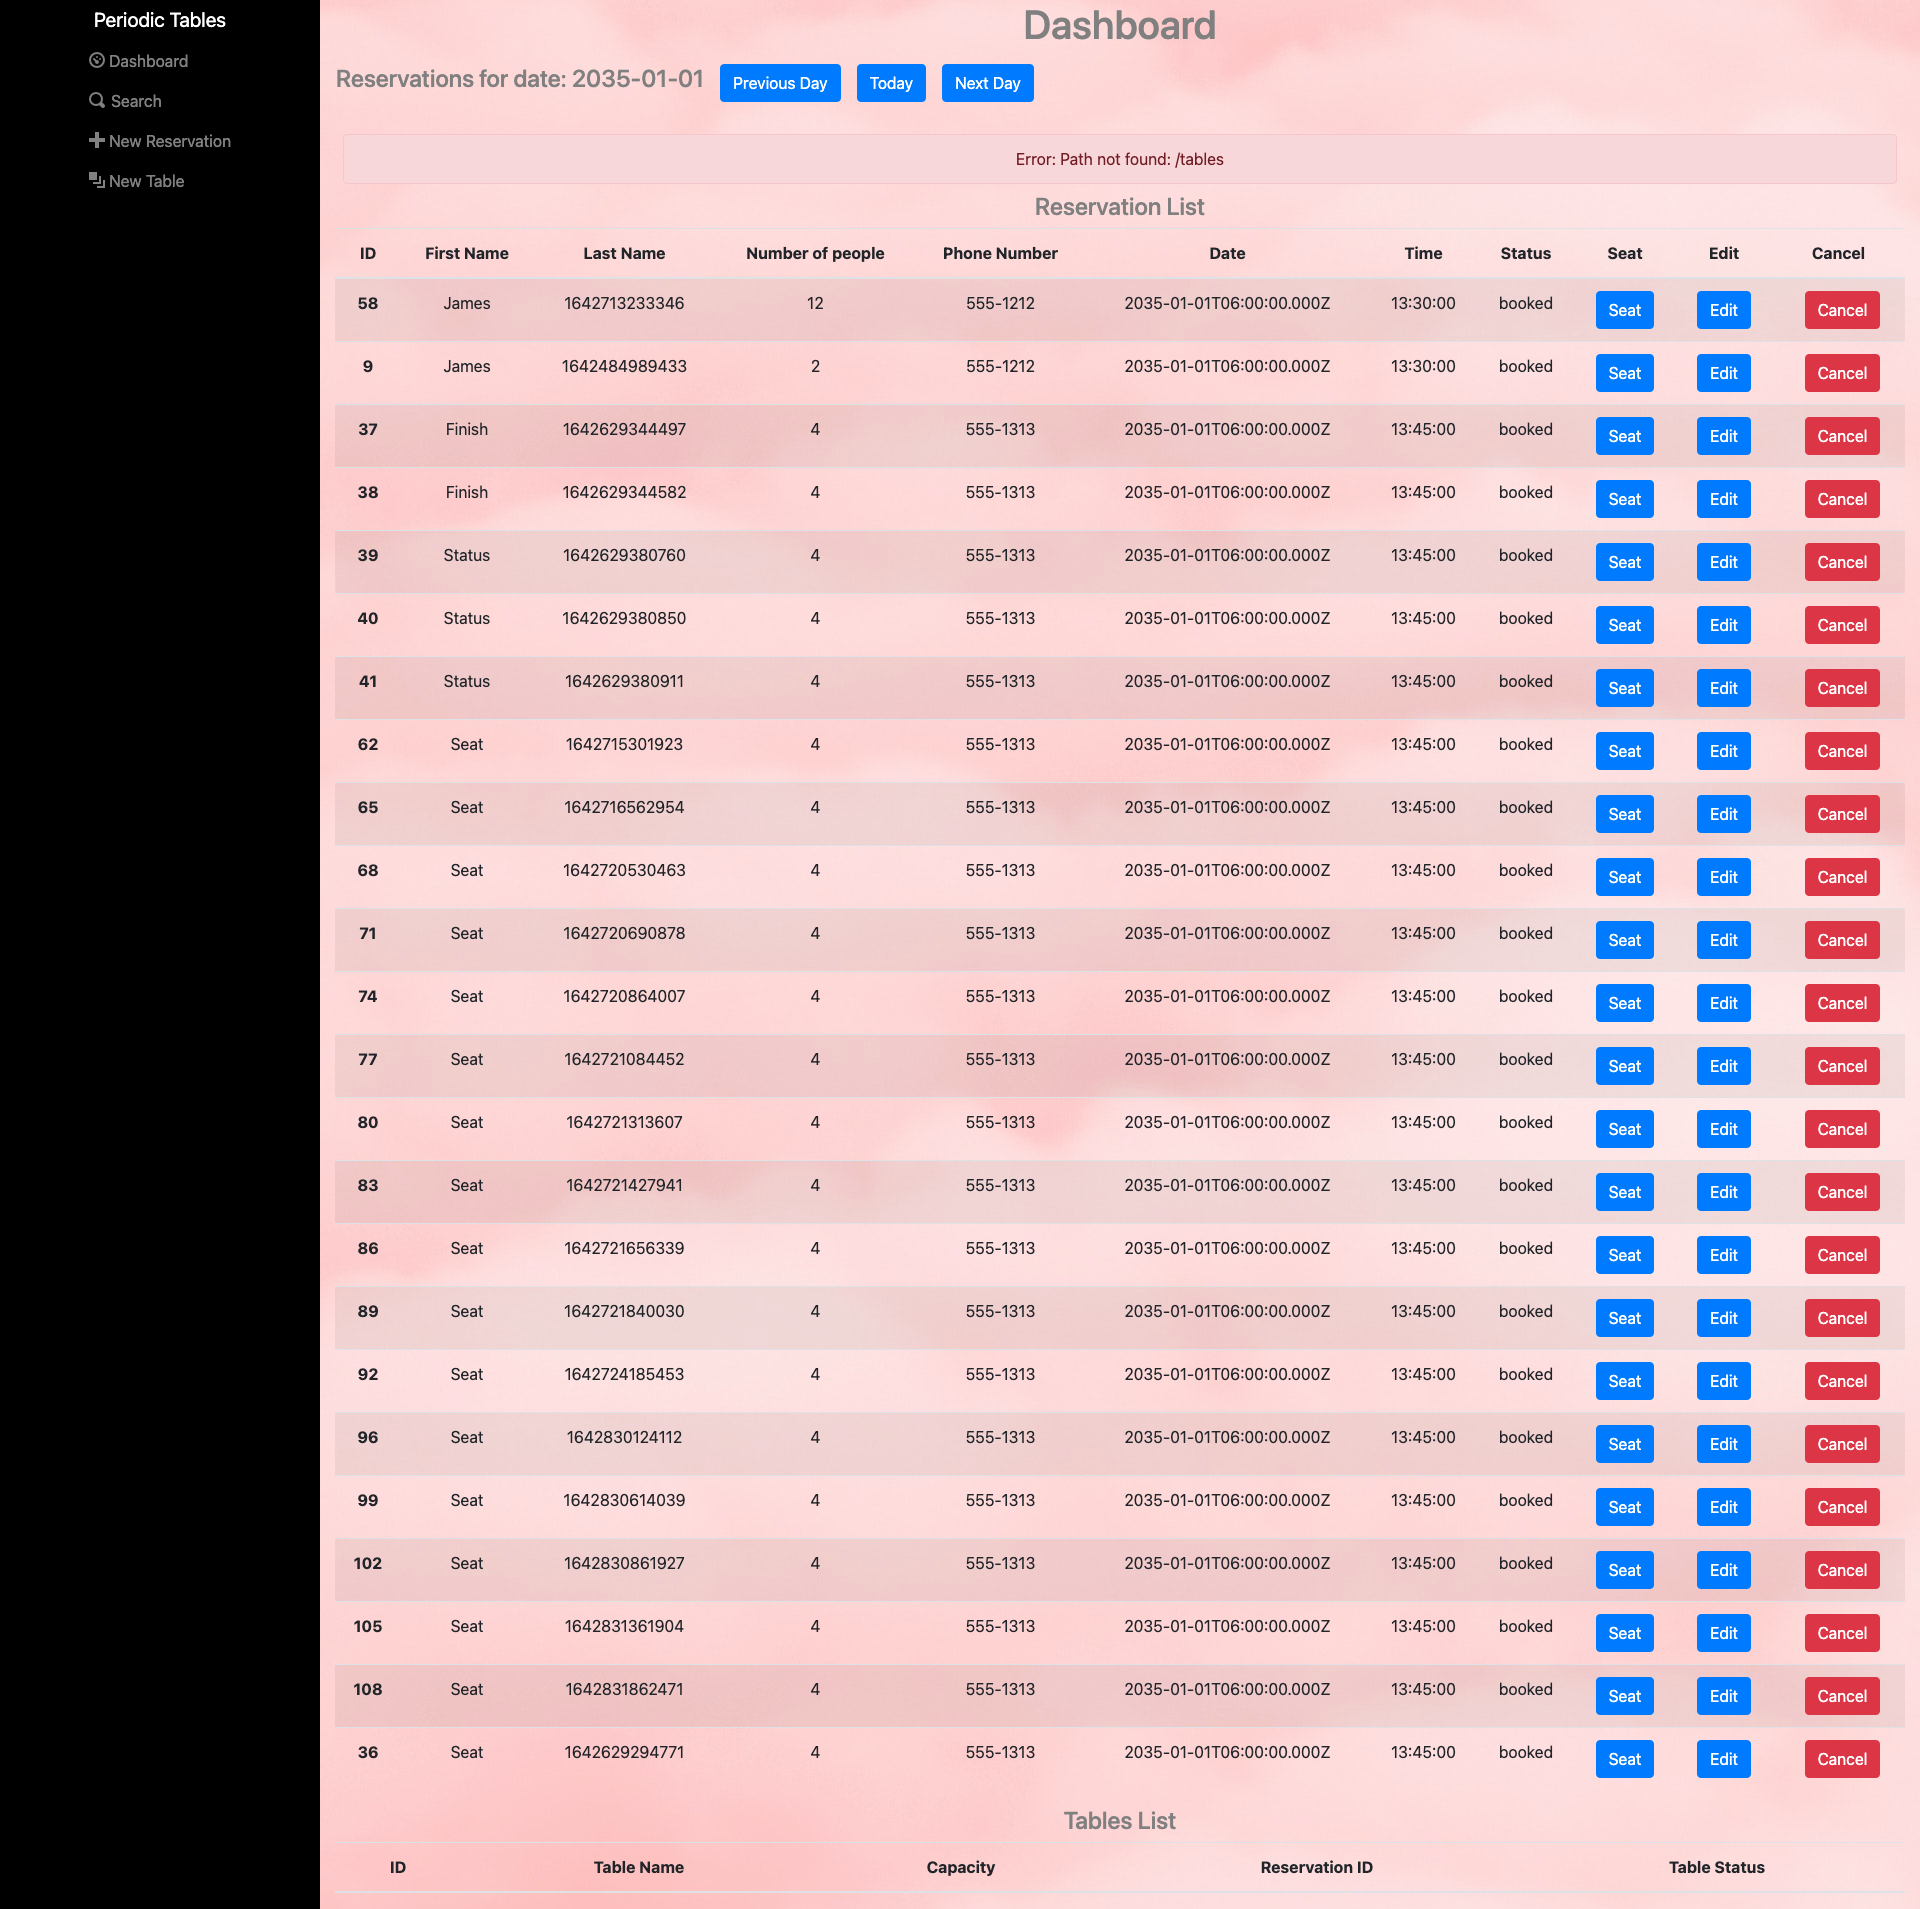 Periodic Tables
Dashboard
Search
New Reservation
New Table
Dashboard
Reservations for date: 2035-01-01 Previous Day Today Next Day
Error: Path not found: /tables
Reservation List
ID First Name Last Name Number of people Phone Number Date Time Status Seat Edit Cancel
58 James 1642713233346 12 555-1212 2035-01-01T06:00:00.000Z 13:30:00 booked Seat Edit Cancel
9 James 1642484989433 2 555-1212 2035-01-01T06:00:00.000Z 13:30:00 booked Seat Edit Cancel
37 Finish 1642629344497 4 555-1313 2035-01-01T06:00:00.000Z 13:45:00 booked Seat Edit Cancel
38 Finish 1642629344582 4 555-1313 2035-01-01T06:00:00.000Z 13:45:00 booked Seat Edit Cancel
39 Status 1642629380760 4 555-1313 2035-01-01T06:00:00.000Z 13:45:00 booked Seat Edit Cancel
40 Status 1642629380850 4 555-1313 2035-01-01T06:00:00.000Z 13:45:00 booked Seat Edit Cancel
41 Status 1642629380911 4 555-1313 2035-01-01T06:00:00.000Z 13:45:00 booked Seat Edit Cancel
62 Seat 1642715301923 4 555-1313 2035-01-01T06:00:00.000Z 13:45:00 booked Seat Edit Cancel
65 Seat 1642716562954 4 555-1313 2035-01-01T06:00:00.000Z 13:45:00 booked Seat Edit Cancel
68 Seat 1642720530463 4 555-1313 2035-01-01T06:00:00.000Z 13:45:00 booked Seat Edit Cancel
71 Seat 1642720690878 4 555-1313 2035-01-01T06:00:00.000Z 13:45:00 booked Seat Edit Cancel
74 Seat 1642720864007 4 555-1313 2035-01-01T06:00:00.000Z 13:45:00 booked Seat Edit Cancel
77 Seat 1642721084452 4 555-1313 2035-01-01T06:00:00.000Z 13:45:00 booked Seat Edit Cancel
80 Seat 1642721313607 4 555-1313 2035-01-01T06:00:00.000Z 13:45:00 booked Seat Edit Cancel
83 Seat 1642721427941 4 555-1313 2035-01-01T06:00:00.000Z 13:45:00 booked Seat Edit Cancel
86 Seat 1642721656339 4 555-1313 2035-01-01T06:00:00.000Z 13:45:00 booked Seat Edit Cancel
89 Seat 1642721840030 4 555-1313 2035-01-01T06:00:00.000Z 13:45:00 booked Seat Edit Cancel
92 Seat 1642724185453 4 555-1313 2035-01-01T06:00:00.000Z 13:45:00 booked Seat Edit Cancel
96 Seat 1642830124112 4 555-1313 2035-01-01T06:00:00.000Z 13:45:00 booked Seat Edit Cancel
99 Seat 1642830614039 4 555-1313 2035-01-01T06:00:00.000Z 13:45:00 booked Seat Edit Cancel
102 Seat 1642830861927 4 555-1313 2035-01-01T06:00:00.000Z 13:45:00 booked Seat Edit Cancel
105 Seat 1642831361904 4 555-1313 2035-01-01T06:00:00.000Z 13:45:00 booked Seat Edit Cancel
108 Seat 1642831862471 4 555-1313 2035-01-01T06:00:00.000Z 13:45:00 booked Seat Edit Cancel
36 Seat 1642629294771 4 555-1313 2035-01-01T06:00:00.000Z 13:45:00 booked Seat Edit Cancel
Tables List
ID Table Name Capacity Reservation ID Table Status